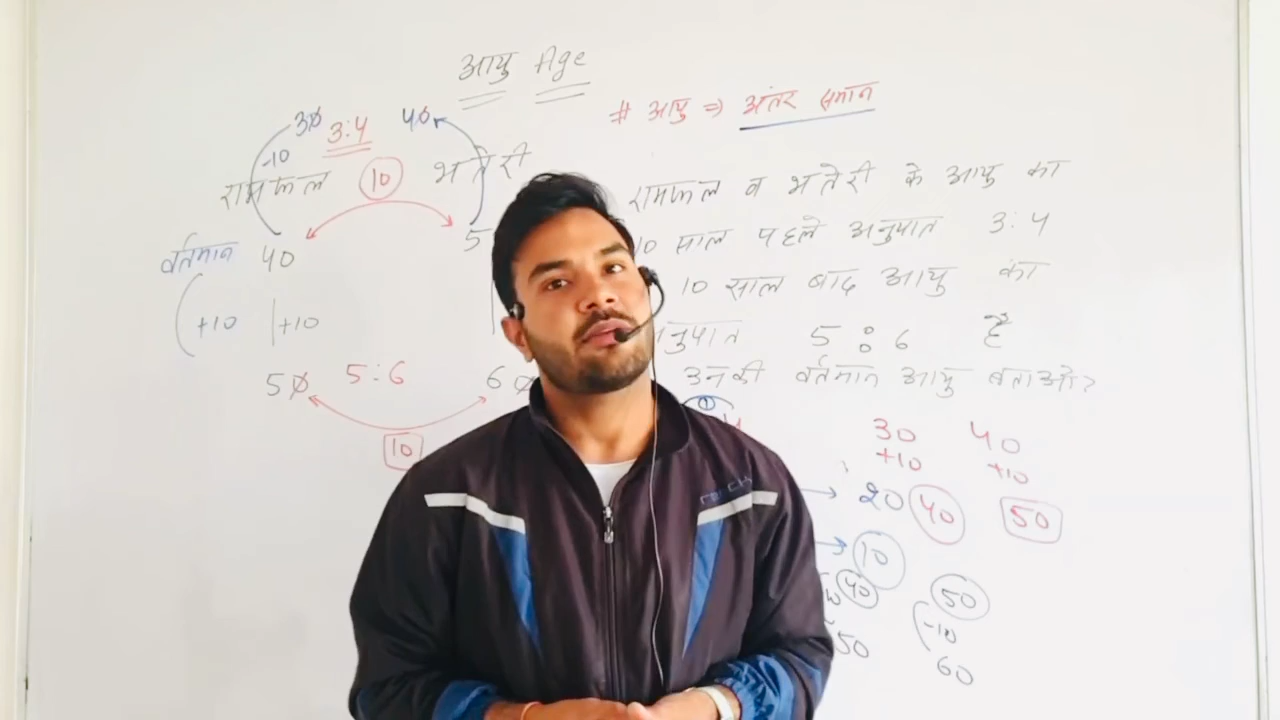 आयु Age
# आयु ⇒ अंतर समान
30 3:4 40
-10
रामफल 10 भतेरी
वर्तमान 40 5
+10 +10
50 5:6 60
10
रामफल व भतेरी के आयु का
10 साल पहले अनुपात 3:4
10 साल बाद आयु का
5:6 है
उनकी वर्तमान आयु बताओ?
1
30 40
+10 +10
→ 20 40 50
→ 10
40 50
-10
50 60